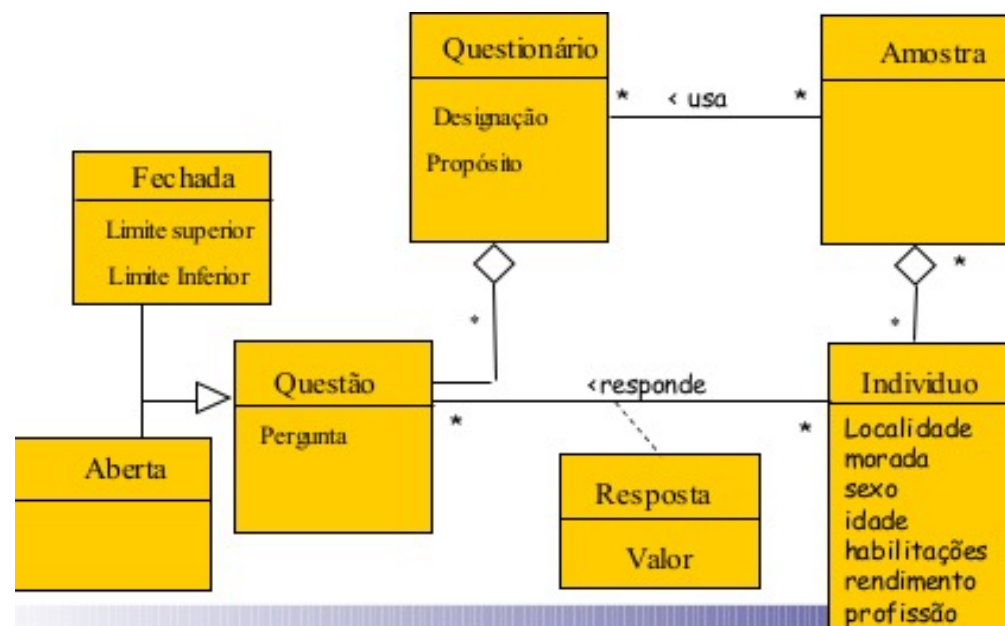 Questionário
Designação
Propósito
* < usa *
Amostra
Fechada
Limite superior
Limite Inferior
*
*
*
Questão
Pergunta
<responde
*
*
Individuo
Localidade
morada
sexo
idade
habilitações
rendimento
profissão
Aberta
Resposta
Valor